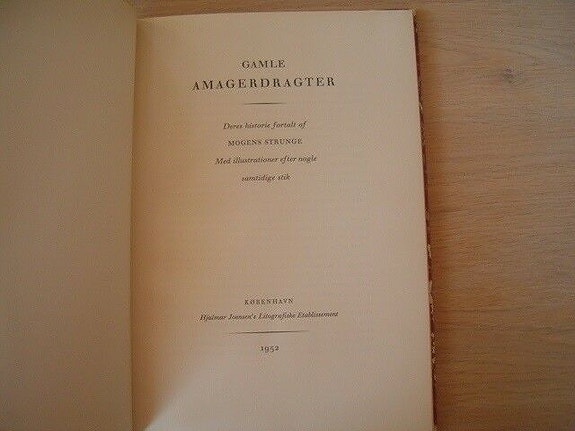 GAMLE
AMAGERDRAGTER
Deres historie fortalt af
MOGENS STRUNGE
Med illustrationer efter nogle
samtidige stik
KØBENHAVN
Hjalmar Joensen's Litografiske Etablissement
1952